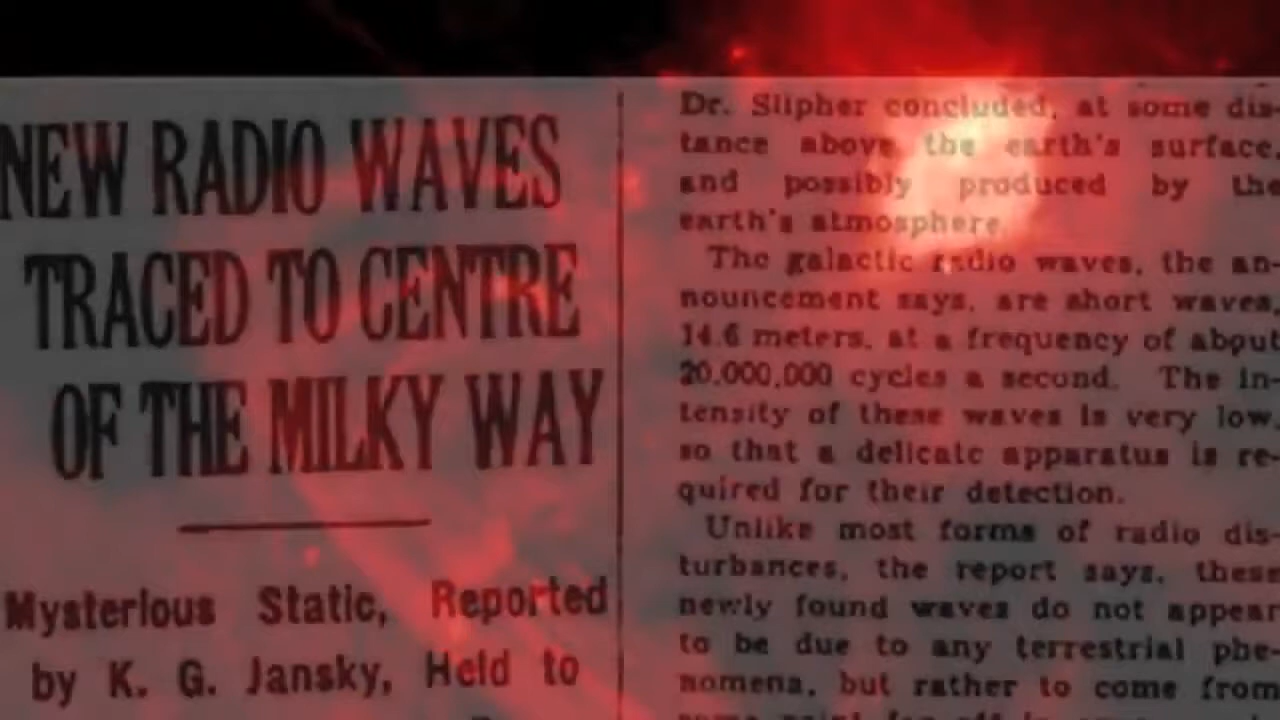 NEW RADIO WAVES
TRACED TO CENTRE
OF THE MILKY WAY
Mysterious Static, Reported
by K. G. Jansky, Held to
Dr. Slipher concluded, at some dis-
tance above the earth's surface,
and possibly produced by the
earth's atmosphere
The galactic radio waves, the an-
nouncement says, are short waves,
14.6 meters, at a frequency of about
20,000,000 cycles a second. The in-
tensity of these waves is very low,
so that a delicate apparatus is re-
quired for their detection.
Unlike most forms of radio dis-
turbances, the report says, these
newly found waves do not appear
to be due to any terrestrial phe-
nomena, but rather to come from